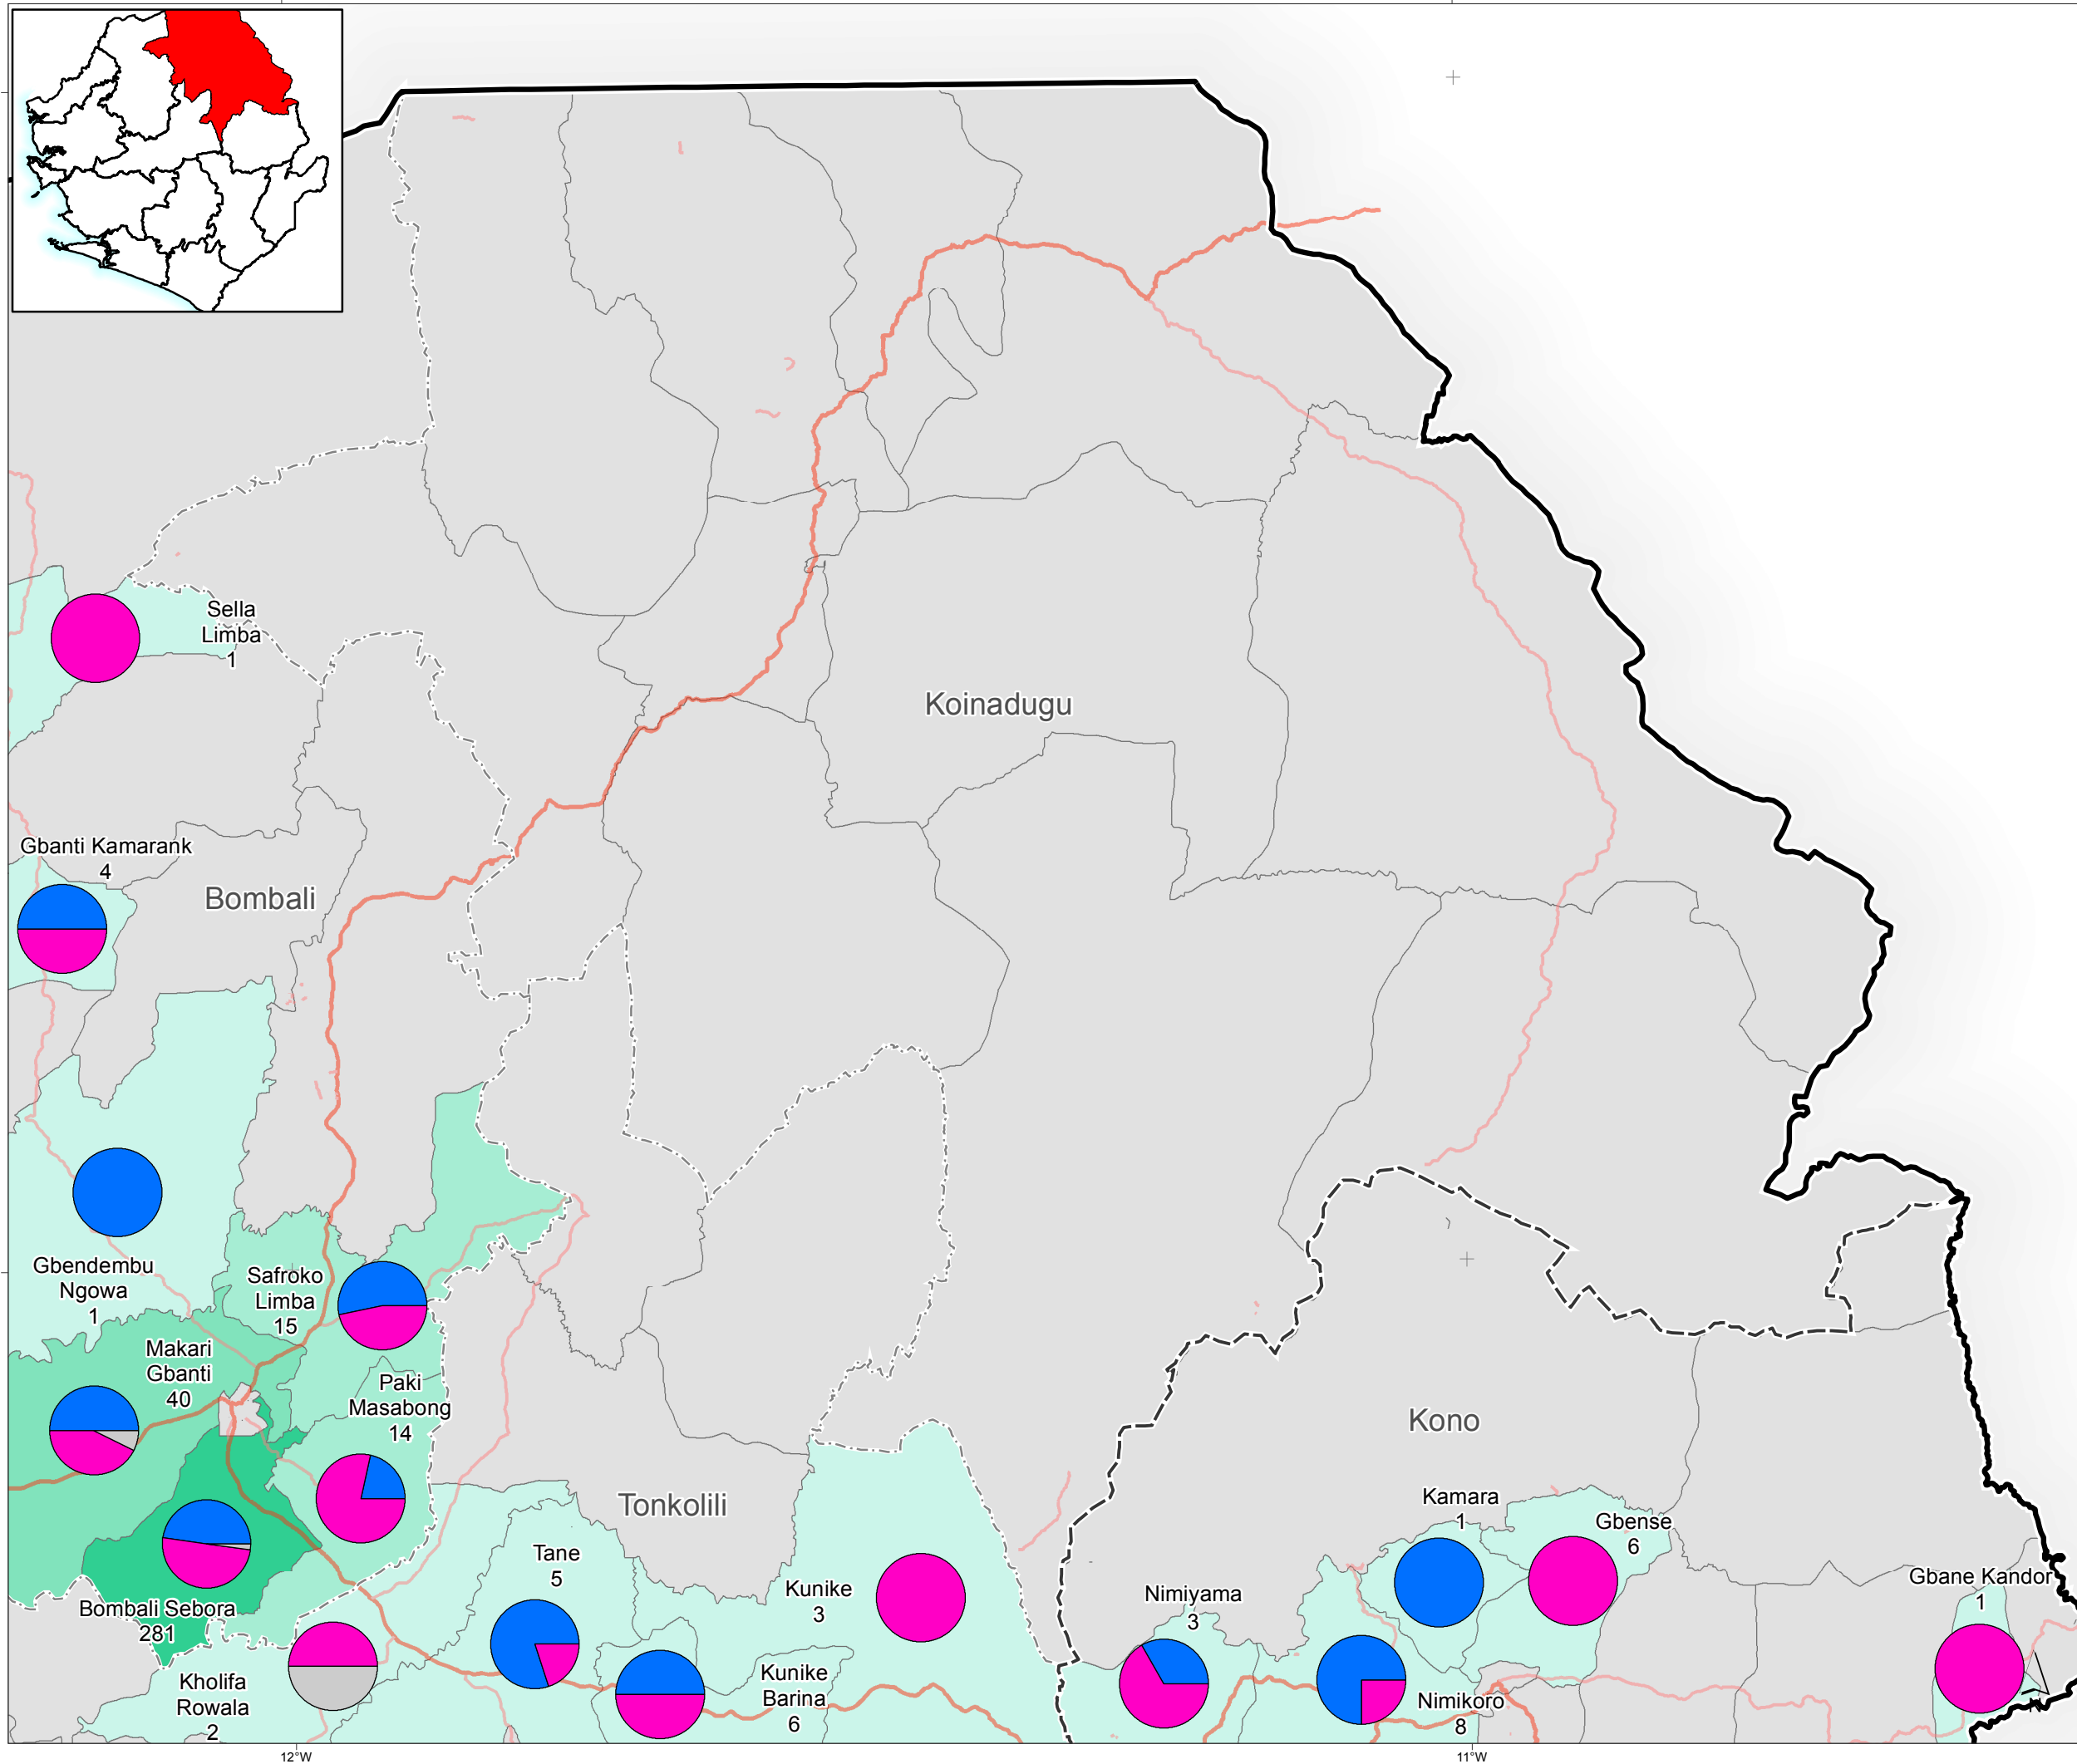 Sella
Limba
1
Koinadugu
Gbanti Kamarank
4
Bombali
Gbendembu
Ngowa
1
Safroko
Limba
15
Makari
Gbanti
40
Paki
Masabong
14
Kono
Tonkolili
Kamara
1
Gbense
6
Tane
5
Kunike
3
Nimiyama
3
Gbane Kandor
1
Bombali Sebora
281
Kholifa
Rowala
2
Kunike
Barina
6
Nimikoro
8
N
12°W
11°W